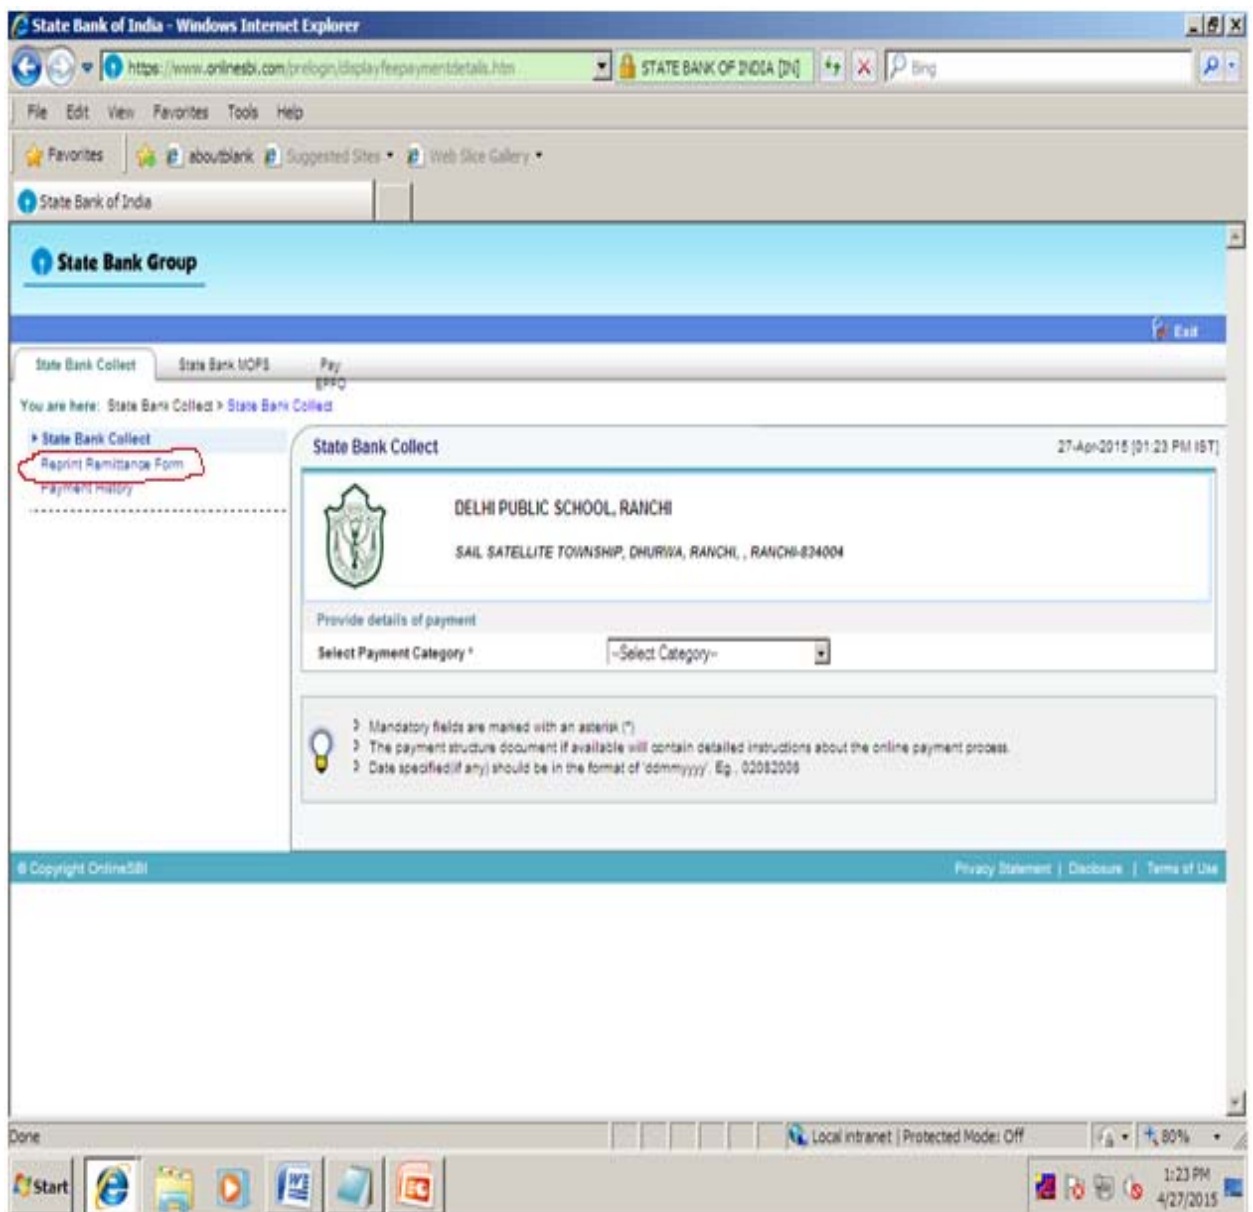 State Bank of India - Windows Internet Explorer
https://www.onlinesbi.com/prelogin/displayfeepaymentdetails.htm
STATE BANK OF INDIA [IN]
Bing
File Edit View Favorites Tools Help
Favorites
aboutblank
Suggested Sites
Web Slice Gallery
State Bank of India
State Bank Group
Exit
State Bank Collect
State Bank MOPS
Pay
EPFO
You are here: State Bank Collect > State Bank Collect
State Bank Collect
Reprint Remittance Form
Payment History
State Bank Collect
27-Apr-2015 [01:23 PM IST]
DELHI PUBLIC SCHOOL, RANCHI
SAIL SATELLITE TOWNSHIP, DHURWA, RANCHI, , RANCHI-834004
Provide details of payment
Select Payment Category *
--Select Category--
Mandatory fields are marked with an asterisk (*)
The payment structure document if available will contain detailed instructions about the online payment process.
Date specified(if any) should be in the format of 'ddmmyyyy'. Eg., 02082008
© Copyright OnlineSBI
Privacy Statement | Disclosure | Terms of Use
Done
Local intranet | Protected Mode: Off
80%
Start
1:23 PM
4/27/2015